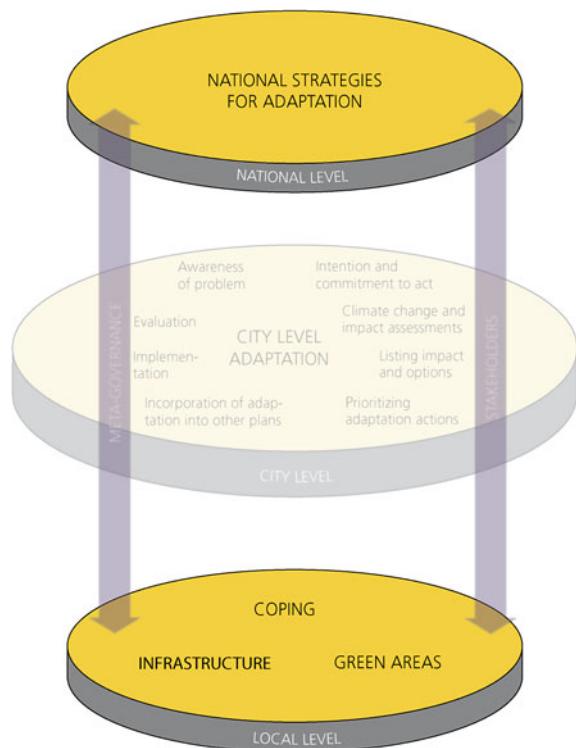 NATIONAL STRATEGIES
FOR ADAPTATION
NATIONAL LEVEL
Awareness
of problem
Intention and
commitment to act
Evaluation
Climate change and
impact assessments
CITY LEVEL
ADAPTATION
Implemen-
tation
Listing impact
and options
Incorporation of adap-
tation into other plans
Prioritizing
adaptation actions
META-GOVERNANCE
STAKEHOLDERS
CITY LEVEL
COPING
INFRASTRUCTURE
GREEN AREAS
LOCAL LEVEL